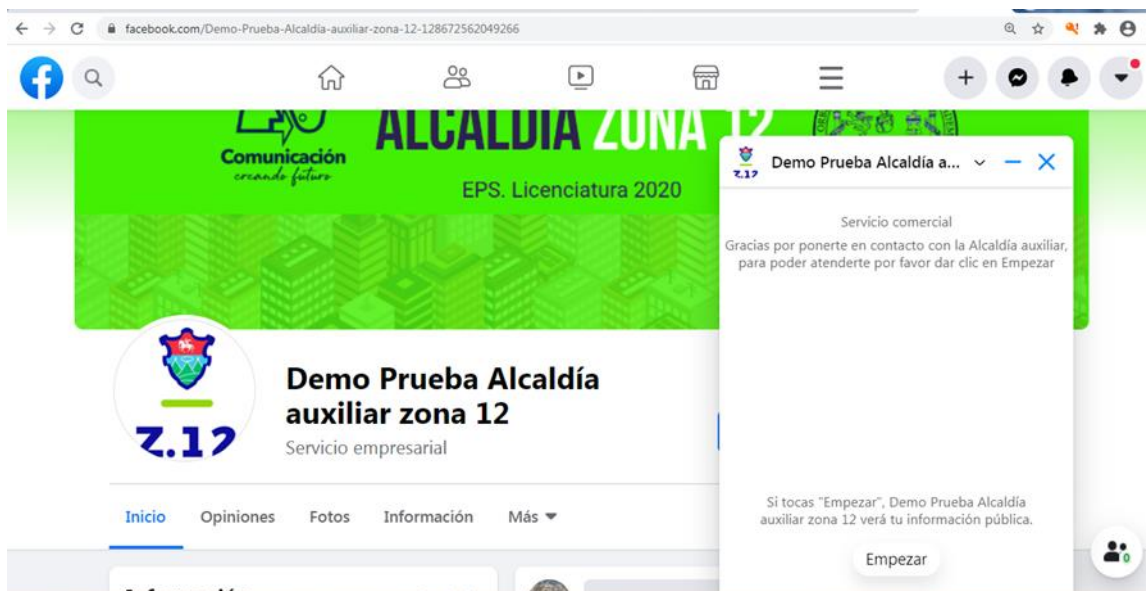 facebook.com/Demo-Prueba-Alcaldía-auxiliar-zona-12-128672562049266
ALCALDIA ZONA 12
Comunicación
creando futuro
EPS. Licenciatura 2020
Demo Prueba Alcaldía
auxiliar zona 12
Servicio empresarial
Z.12
Inicio Opiniones Fotos Información Más
Z.12
Demo Prueba Alcaldía a...
Servicio comercial
Gracias por ponerte en contacto con la Alcaldía auxiliar,
para poder atenderte por favor dar clic en Empezar
Si tocas "Empezar", Demo Prueba Alcaldía
auxiliar zona 12 verá tu información pública.
Empezar
0